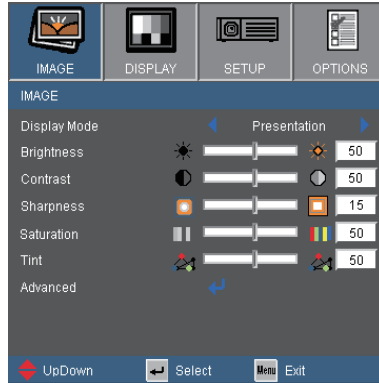 IMAGE DISPLAY SETUP OPTIONS
IMAGE
Display Mode Presentation
Brightness 50
Contrast 50
Sharpness 15
Saturation 50
Tint 50
Advanced
UpDown Select Menu Exit